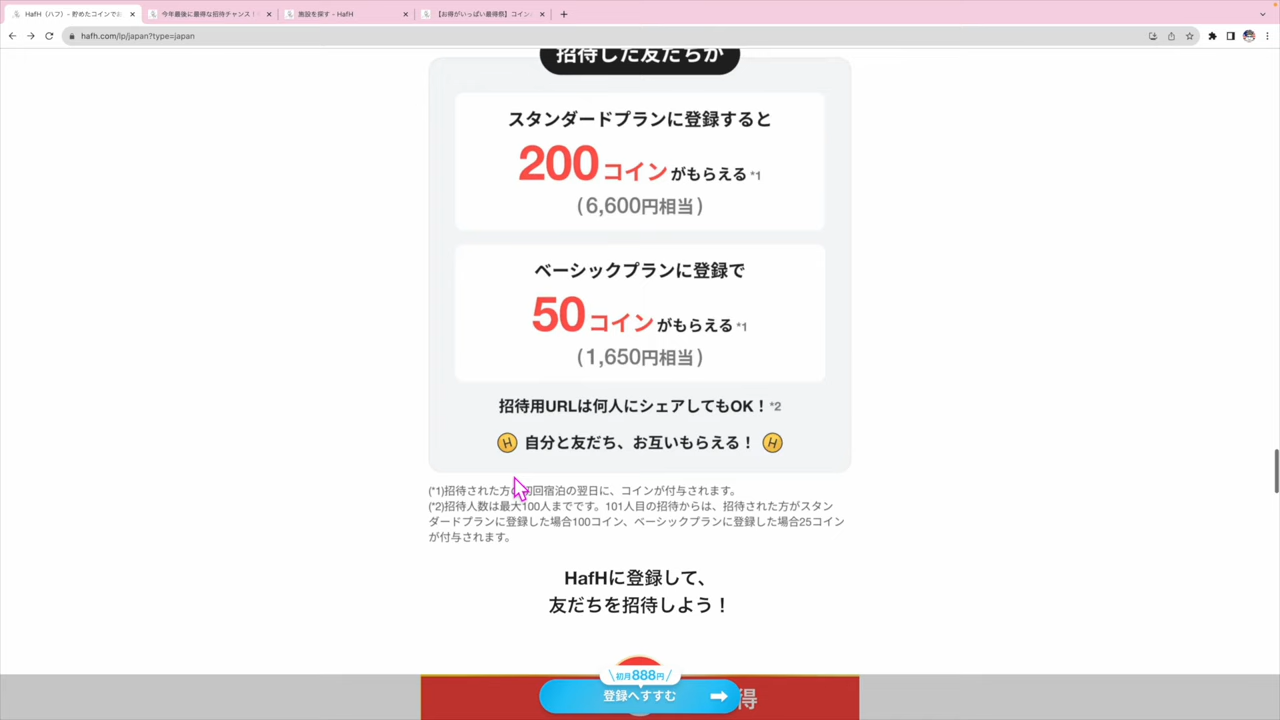 HafH（ハフ）- 貯めたコインでお
今年最後に最得な招待チャンス！
施設を探す - HafH
【お得がいっぱい最得祭】コイン
hafh.com/lp/japan?type=japan
招待した友だちが
スタンダードプランに登録すると
200コインがもらえる *1
(6,600円相当)
ベーシックプランに登録で
50コインがもらえる *1
(1,650円相当)
招待用URLは何人にシェアしてもOK！*2
H 自分と友だち、お互いもらえる！ H
(*1)招待された方の初回宿泊の翌日に、コインが付与されます。
(*2)招待人数は最大100人までです。101人目の招待からは、招待された方がスタン
ダードプランに登録した場合100コイン、ベーシックプランに登録した場合25コイン
が付与されます。
HafHに登録して、
友だちを招待しよう！
初月888円
登録へすすむ
得